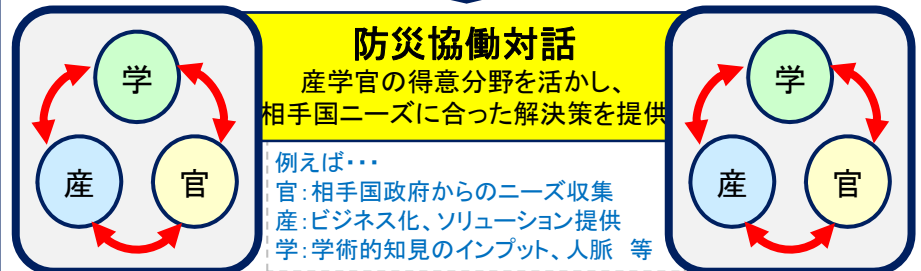 学
産
官
防災協働対話
産学官の得意分野を活かし、
相手国ニーズに合った解決策を提供
例えば・・・
官:相手国政府からのニーズ収集
産:ビジネス化、ソリューション提供
学:学術的知見のインプット、人脈　等
学
産
官